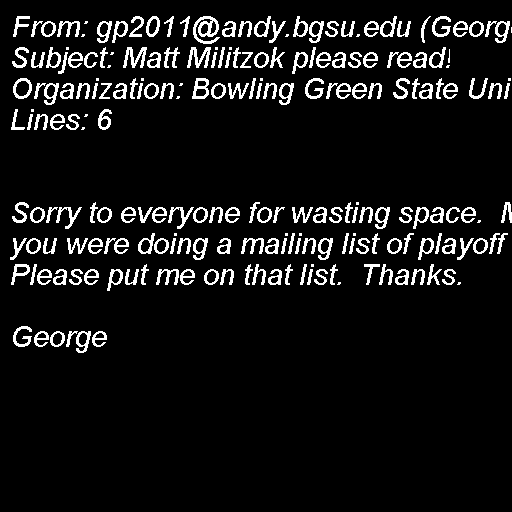 From: gp2011@andy.bgsu.edu (Georg
Subject: Matt Militzok please read!
Organization: Bowling Green State Uni
Lines: 6
Sorry to everyone for wasting space.
you were doing a mailing list of playoff
Please put me on that list.  Thanks.
George